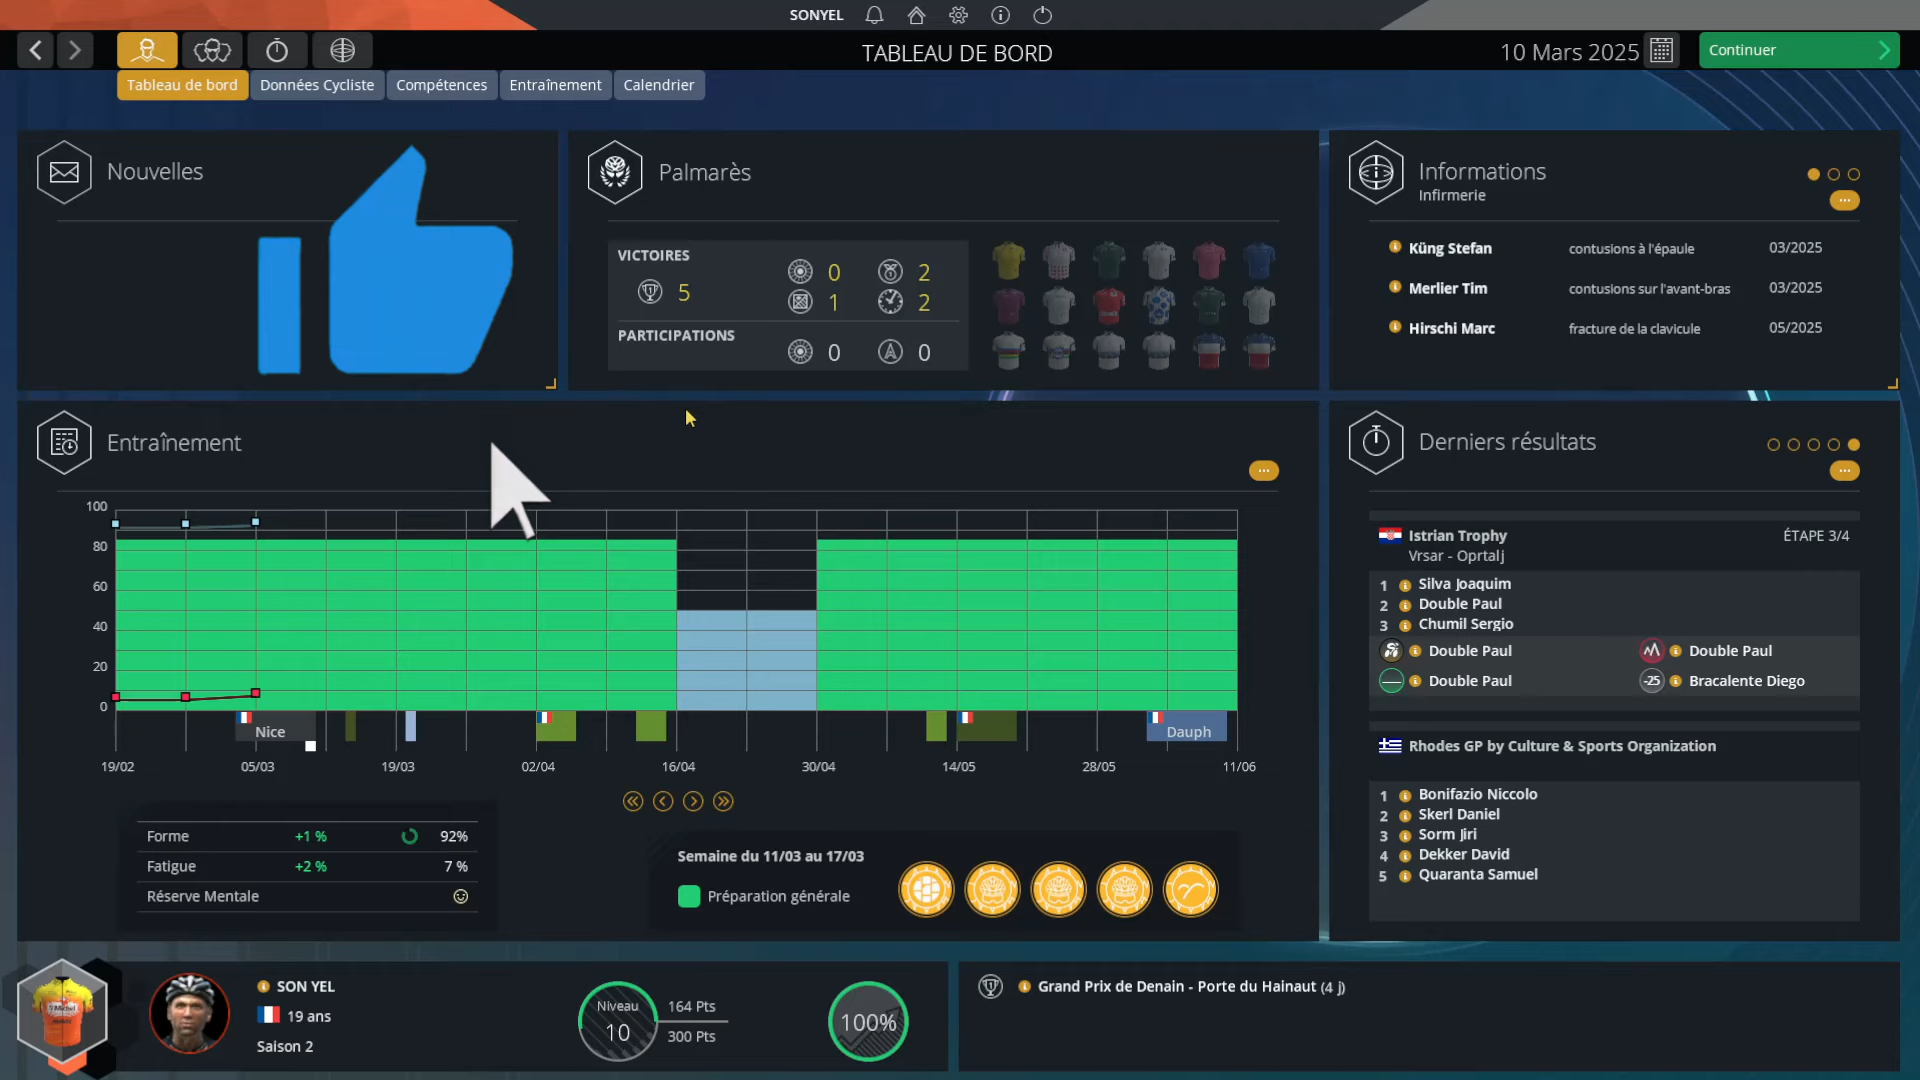 SONYEL
TABLEAU DE BORD
10 Mars 2025
Continuer
Tableau de bord
Données Cycliste
Compétences
Entraînement
Calendrier
Nouvelles
Palmarès
VICTOIRES
5
0
2
1
2
PARTICIPATIONS
0
0
Informations
Infirmerie
Küng Stefan contusions à l'épaule 03/2025
Merlier Tim contusions sur l'avant-bras 03/2025
Hirschi Marc fracture de la clavicule 05/2025
Entraînement
100
80
60
40
20
0
Nice
Dauph
19/02 05/03 19/03 02/04 16/04 30/04 14/05 28/05 11/06
Forme +1 % 92%
Fatigue +2 % 7 %
Réserve Mentale
Semaine du 11/03 au 17/03
Préparation générale
Derniers résultats
Istrian Trophy ÉTAPE 3/4
Vrsar - Oprtalj
1 Silva Joaquim
2 Double Paul
3 Chumil Sergio
Double Paul Double Paul
Double Paul -25 Bracalente Diego
Rhodes GP by Culture & Sports Organization
1 Bonifazio Niccolo
2 Skerl Daniel
3 Sorm Jiri
4 Dekker David
5 Quaranta Samuel
SON YEL
19 ans
Saison 2
Niveau
10
164 Pts
300 Pts
100%
Grand Prix de Denain - Porte du Hainaut (4 j)